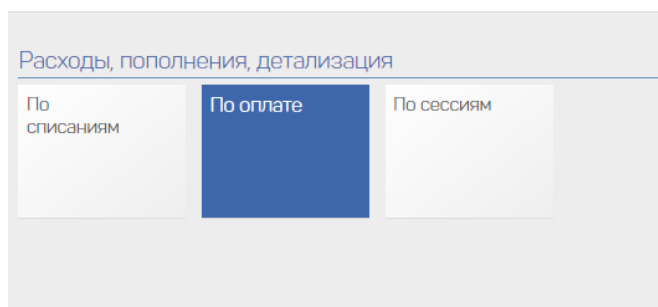 Расходы, пополнения, детализация
По
списаниям
По оплате
По сессиям